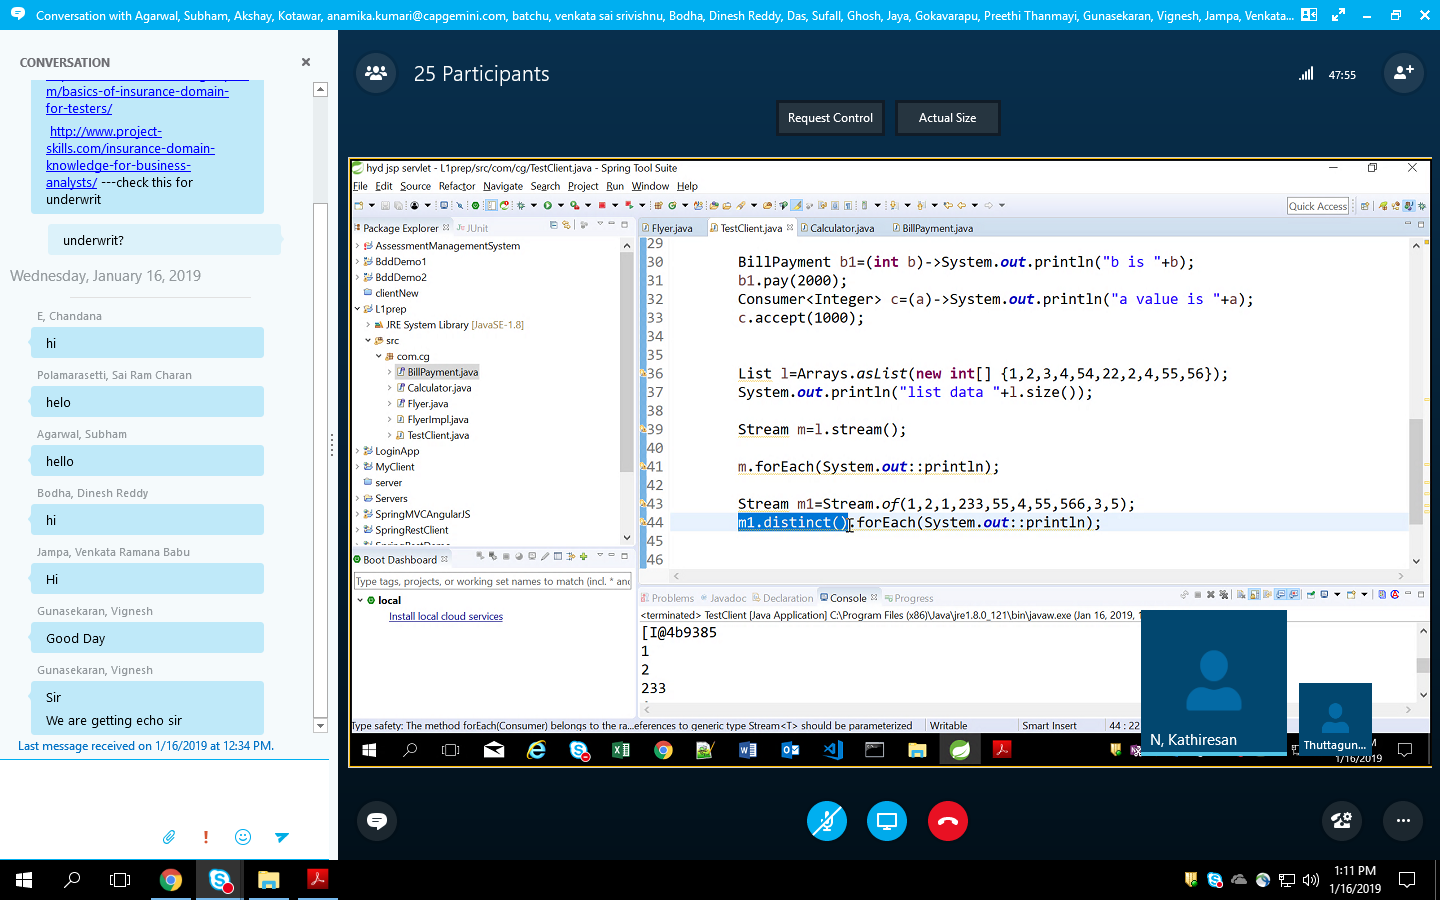 Conversation with Agarwal, Subham, Akshay, Kotawar, anamika.kumari@capgemini.com, batchu, venkata sai srivishnu, Bodha, Dinesh Reddy, Das, Sufall, Ghosh, Jaya, Gokavarapu, Preethi Thanmayi, Gunasekaran, Vignesh, Jampa, Venkata...
CONVERSATION
m/basics-of-insurance-domain-
for-testers/
http://www.project-
skills.com/insurance-domain-
knowledge-for-business-
analysts/ ---check this for
underwrit
underwrit?
Wednesday, January 16, 2019
E, Chandana
hi
Polamarasetti, Sai Ram Charan
helo
Agarwal, Subham
hello
Bodha, Dinesh Reddy
hi
Jampa, Venkata Ramana Babu
Hi
Gunasekaran, Vignesh
Good Day
Gunasekaran, Vignesh
Sir
We are getting echo sir
Last message received on 1/16/2019 at 12:34 PM.
25 Participants
47:55
Request Control
Actual Size
hyd jsp servlet - L1prep/src/com/cg/TestClient.java - Spring Tool Suite
File Edit Source Refactor Navigate Search Project Run Window Help
Quick Access
Package Explorer
JUnit
AssessmentManagementSystem
BddDemo1
BddDemo2
clientNew
L1prep
JRE System Library [JavaSE-1.8]
src
com.cg
BillPayment.java
Calculator.java
Flyer.java
FlyerImpl.java
TestClient.java
LoginApp
MyClient
server
Servers
SpringMVCAngularJS
SpringRestClient
Boot Dashboard
Type tags, projects, or working set names to match (incl. * and
local
Install local cloud services
Flyer.java
TestClient.java
Calculator.java
BillPayment.java
29
30 BillPayment b1=(int b)->System.out.println("b is "+b);
31 b1.pay(2000);
32 Consumer<Integer> c=(a)->System.out.println("a value is "+a);
33 c.accept(1000);
34
35
36 List l=Arrays.asList(new int[] {1,2,3,4,54,22,2,4,55,56});
37 System.out.println("list data "+l.size());
38
39 Stream m=l.stream();
40
41 m.forEach(System.out::println);
42
43 Stream m1=Stream.of(1,2,1,233,55,4,55,566,3,5);
44 m1.distinct().forEach(System.out::println);
45
46
Problems
Javadoc
Declaration
Console
Progress
<terminated> TestClient [Java Application] C:\Program Files (x86)\Java\jre1.8.0_121\bin\javaw.exe (Jan 16, 2019,
[I@4b9385
1
2
233
Type safety: The method forEach(Consumer) belongs to the ra...eferences to generic type Stream<T> should be parameterized
Writable
Smart Insert
44 : 22
N, Kathiresan
Thuttagun...
1/16/2019
1:11 PM
1/16/2019